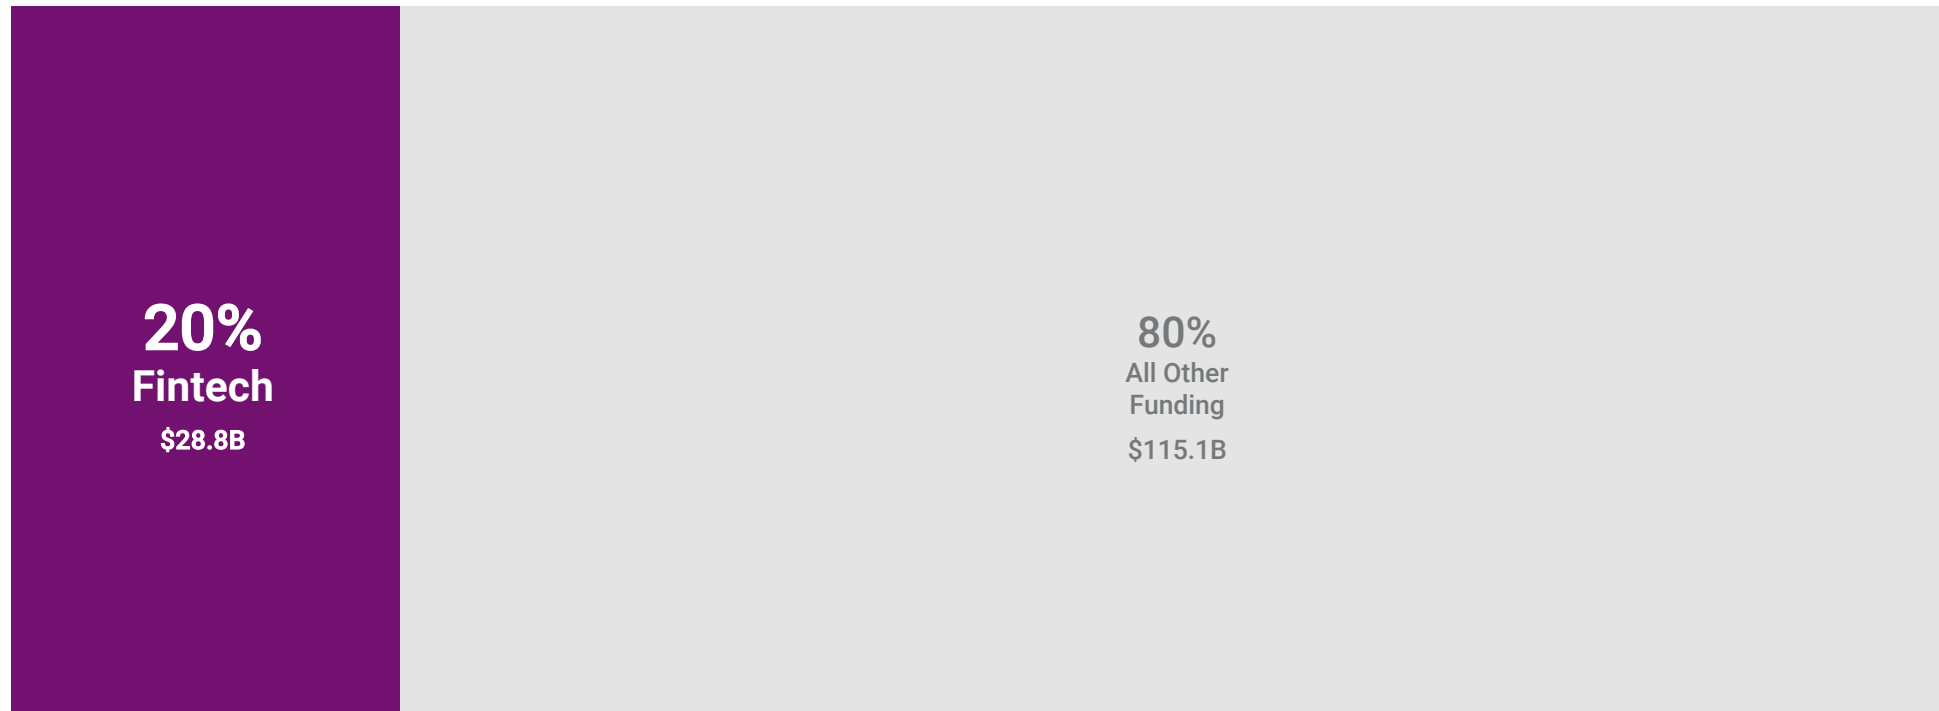 20%
Fintech
$28.8B
80%
All Other
Funding
$115.1B